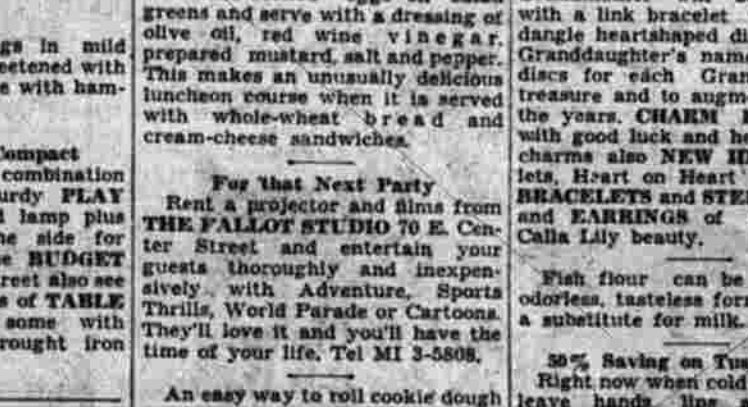 gs in mild
eetened with
e with ham-
Compact
combination
urdy PLAY
l lamp plus
he side for
e BUDGET
reet also see
s of TABLE
some with
rought iron
greens and serve with a dressing of
olive oil, red wine vinegar,
prepared mustard, salt and pepper.
This makes an unusually delicious
luncheon course when it is served
with whole-wheat bread and
cream-cheese sandwiches.
For that Next Party
Rent a projector and films from
THE FALLOT STUDIO 70 E. Cen-
ter Street and entertain your
guests thoroughly and inexpen-
sively with Adventure, Sports
Thrills, World Parade or Cartoons.
They'll love it and you'll have the
time of your life. Tel MI 3-5808.
An easy way to roll cookie dough
with a link bracelet
dangle heartshaped di
Granddaughter's name
discs for each Gran
treasure and to augm
the years. CHARM
with good luck and he
charms also NEW
lets, Heart on Heart
BRACELETS and STE
and EARRINGS of
Calla Lily beauty.
Fish flour can be
odorless, tasteless for
a substitute for milk.
50% Saving on Tu
Right now when cold
leave hands, lips